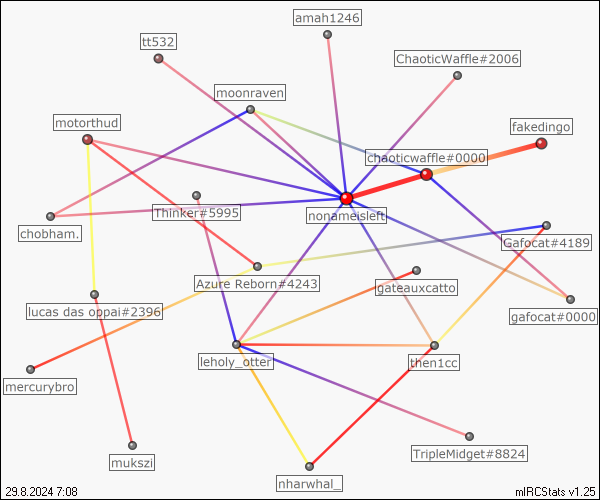 amah1246
tt532
ChaoticWaffle#2006
moonraven
motorthud
fakedingo
chaoticwaffle#0000
Thinker#5995
nonameisleft
chobham.
Gafocat#4189
Azure Reborn#4243
gateauxcatto
lucas das oppai#2396
gafocat#0000
leholy_otter
then1cc
mercurybro
TripleMidget#8824
mukszi
nharwhal_
29.8.2024 7:08
mIRCStats v1.25